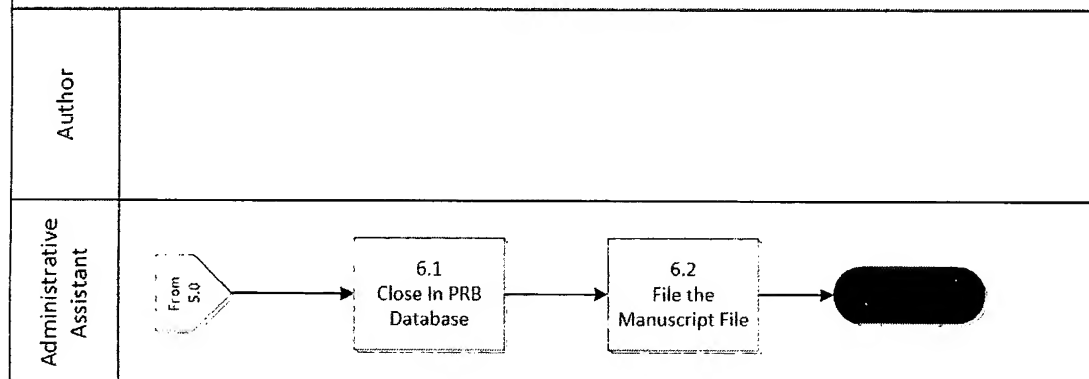 Author
Administrative
Assistant
From
5.0
6.1
Close In PRB
Database
6.2
File the
Manuscript File